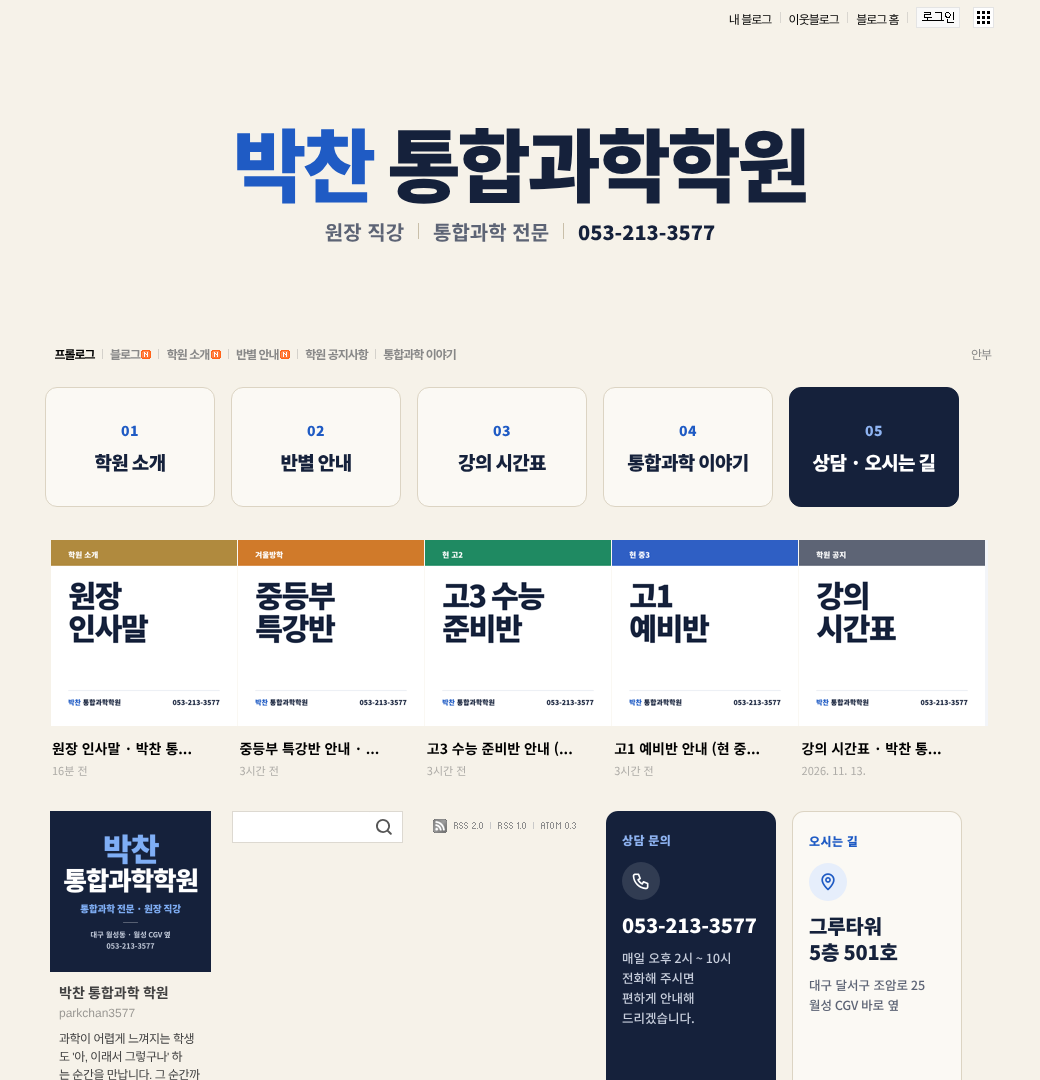 내 블로그 이웃블로그 블로그 홈 로그인
박찬 통합과학학원
원장 직강 통합과학 전문 053-213-3577
프롤로그 블로그 N 학원 소개 N 반별 안내 N 학원 공지사항 통합과학 이야기 안부
01 02 03 04 05
학원 소개 반별 안내 강의 시간표 통합과학 이야기 상담 · 오시는 길
학원 소개 겨울방학 현 고2 현 중3 학원 공지
원장 중등부 고3 수능 고1 강의
인사말 특강반 준비반 예비반 시간표
박찬 통합과학학원 053-213-3577 박찬 통합과학학원 053-213-3577 박찬 통합과학학원 053-213-3577 박찬 통합과학학원 053-213-3577 박찬 통합과학학원 053-213-3577
원장 인사말 · 박찬 통... 중등부 특강반 안내 · ... 고3 수능 준비반 안내 (... 고1 예비반 안내 (현 중... 강의 시간표 · 박찬 통...
16분 전 3시간 전 3시간 전 3시간 전 2026. 11. 13.
박찬
통합과학학원
통합과학 전문 · 원장 직강
대구 월성동 · 월성 CGV 옆
053-213-3577
박찬 통합과학 학원
parkchan3577
과학이 어렵게 느껴지는 학생
도 '아, 이래서 그렇구나' 하
는 순간을 만납니다. 그 순간까
RSS 2.0 RSS 1.0 ATOM 0.3
상담 문의
053-213-3577
매일 오후 2시 ~ 10시
전화해 주시면
편하게 안내해
드리겠습니다.
오시는 길
그루타워
5층 501호
대구 달서구 조암로 25
월성 CGV 바로 옆